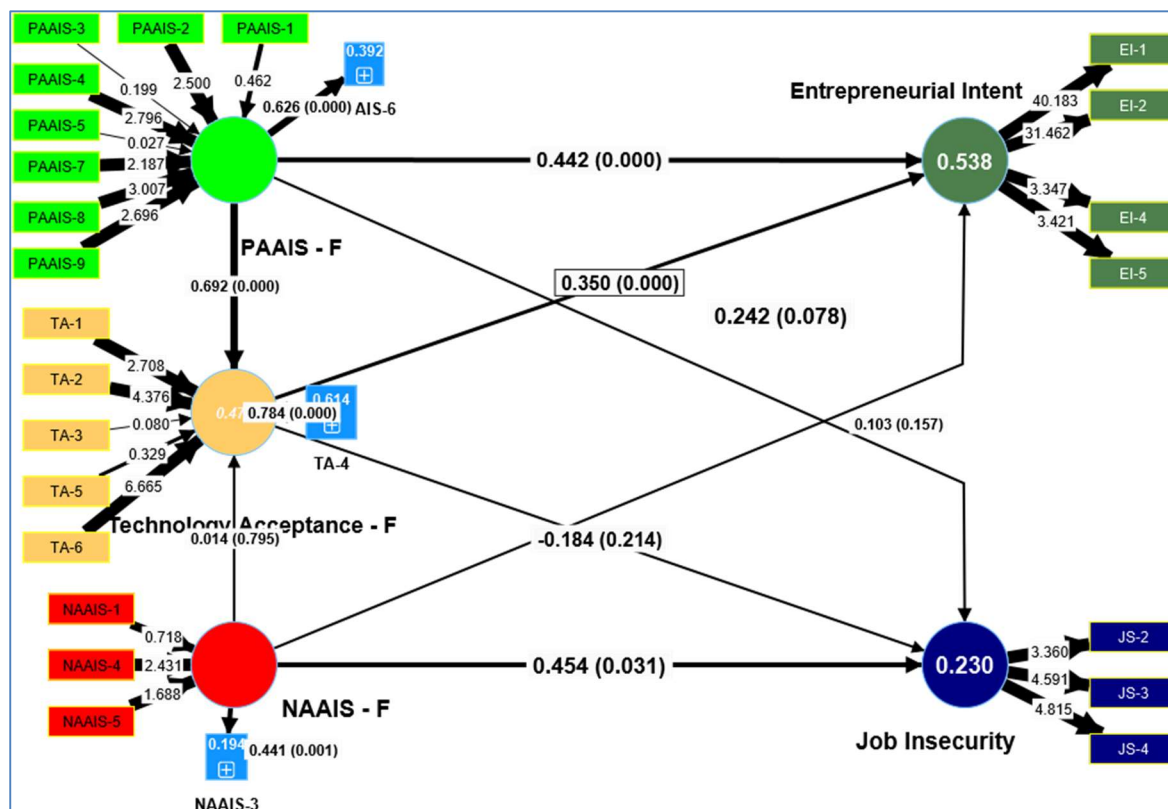 PAAIS-3
PAAIS-2
PAAIS-1
PAAIS-4
PAAIS-5
PAAIS-7
PAAIS-8
PAAIS-9
0.199
2.500
0.462
2.796
0.027
2.187
3.007
2.696
0.392
0.626 (0.000)
AIS-6
PAAIS - F
0.692 (0.000)
0.442 (0.000)
Entrepreneurial Intent
0.538
EI-1
40.183
EI-2
31.462
3.347
EI-4
3.421
EI-5
0.350 (0.000)
0.242 (0.078)
0.103 (0.157)
TA-1
TA-2
TA-3
TA-5
TA-6
2.708
4.376
0.080
0.329
6.665
0.784 (0.000)
0.614
TA-4
Technology Acceptance - F
0.014 (0.795)
-0.184 (0.214)
NAAIS-1
NAAIS-4
NAAIS-5
0.718
2.431
1.688
NAAIS - F
0.454 (0.031)
0.194
0.441 (0.001)
NAAIS-3
0.230
Job Insecurity
JS-2
3.360
JS-3
4.591
4.815
JS-4